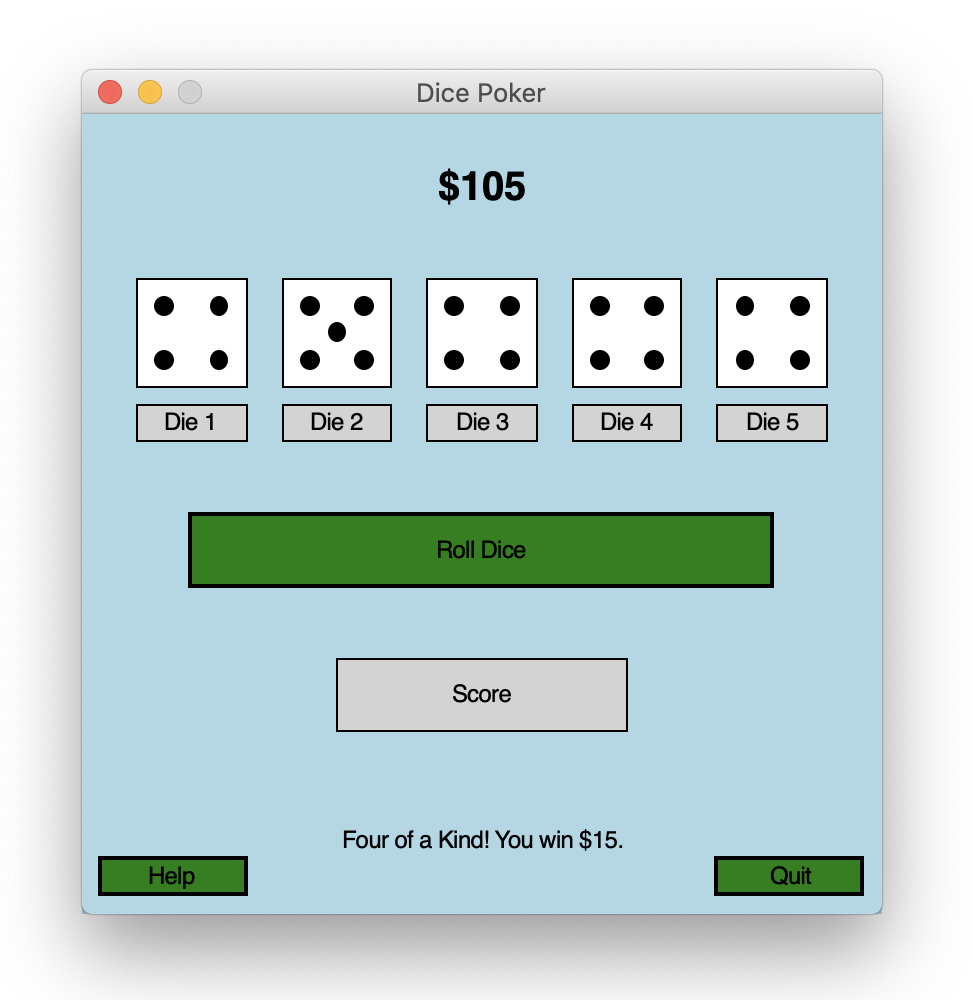 Dice Poker
$105
Die 1 Die 2 Die 3 Die 4 Die 5
Roll Dice
Score
Four of a Kind! You win $15.
Help Quit